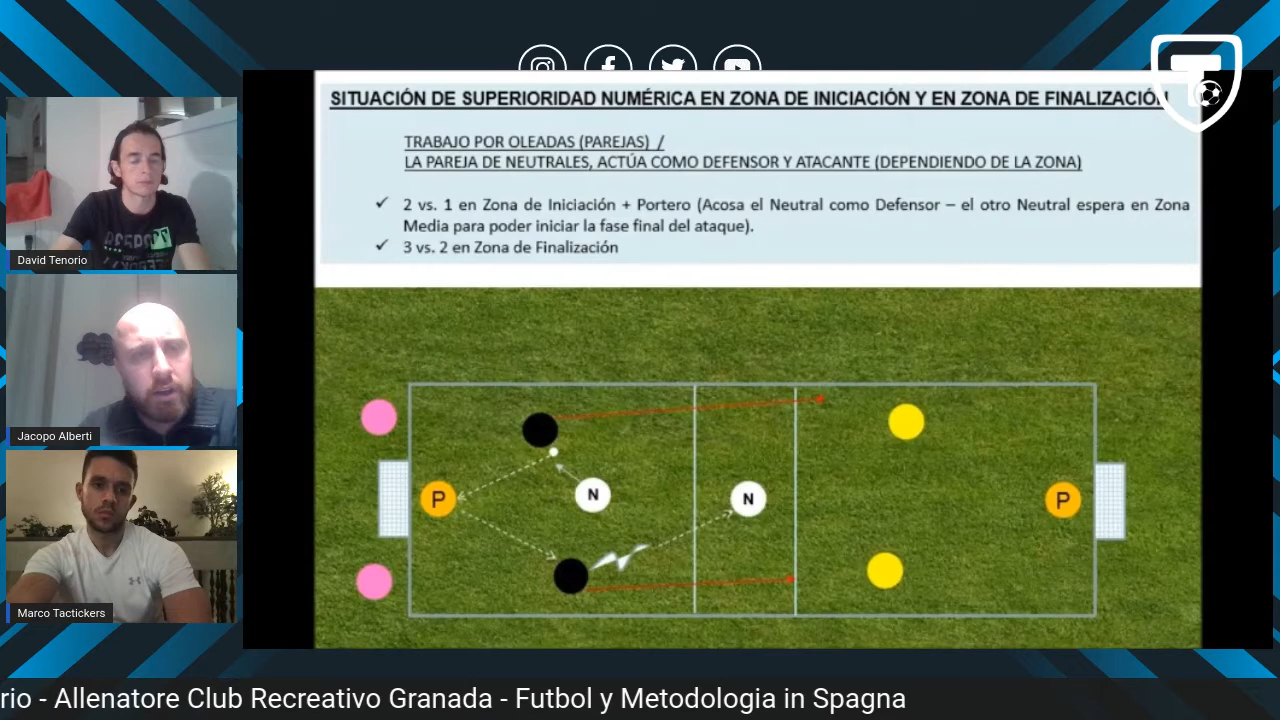 SITUACIÓN DE SUPERIORIDAD NUMÉRICA EN ZONA DE INICIACIÓN Y EN ZONA DE FINALIZACIÓN
TRABAJO POR OLEADAS (PAREJAS) /
LA PAREJA DE NEUTRALES, ACTÚA COMO DEFENSOR Y ATACANTE (DEPENDIENDO DE LA ZONA)
✓ 2 vs. 1 en Zona de Iniciación + Portero (Acosa el Neutral como Defensor – el otro Neutral espera en Zona
Media para poder iniciar la fase final del ataque).
✓ 3 vs. 2 en Zona de Finalización
David Tenorio
Jacopo Alberti
Marco Tactickers
P
N
N
P
rio - Allenatore Club Recreativo Granada - Futbol y Metodologia in Spagna